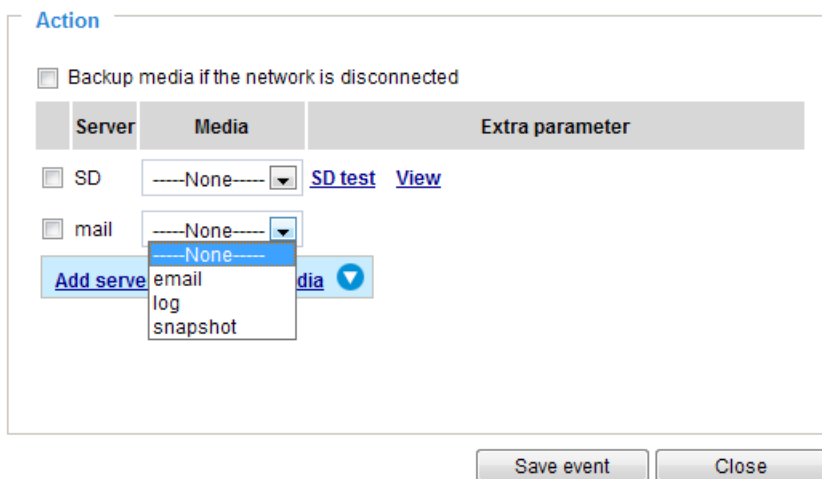 Action
Backup media if the network is disconnected
Server Media Extra parameter
SD -----None----- SD test View
mail -----None-----
-----None-----
Add serve email dia
log
snapshot
Save event Close